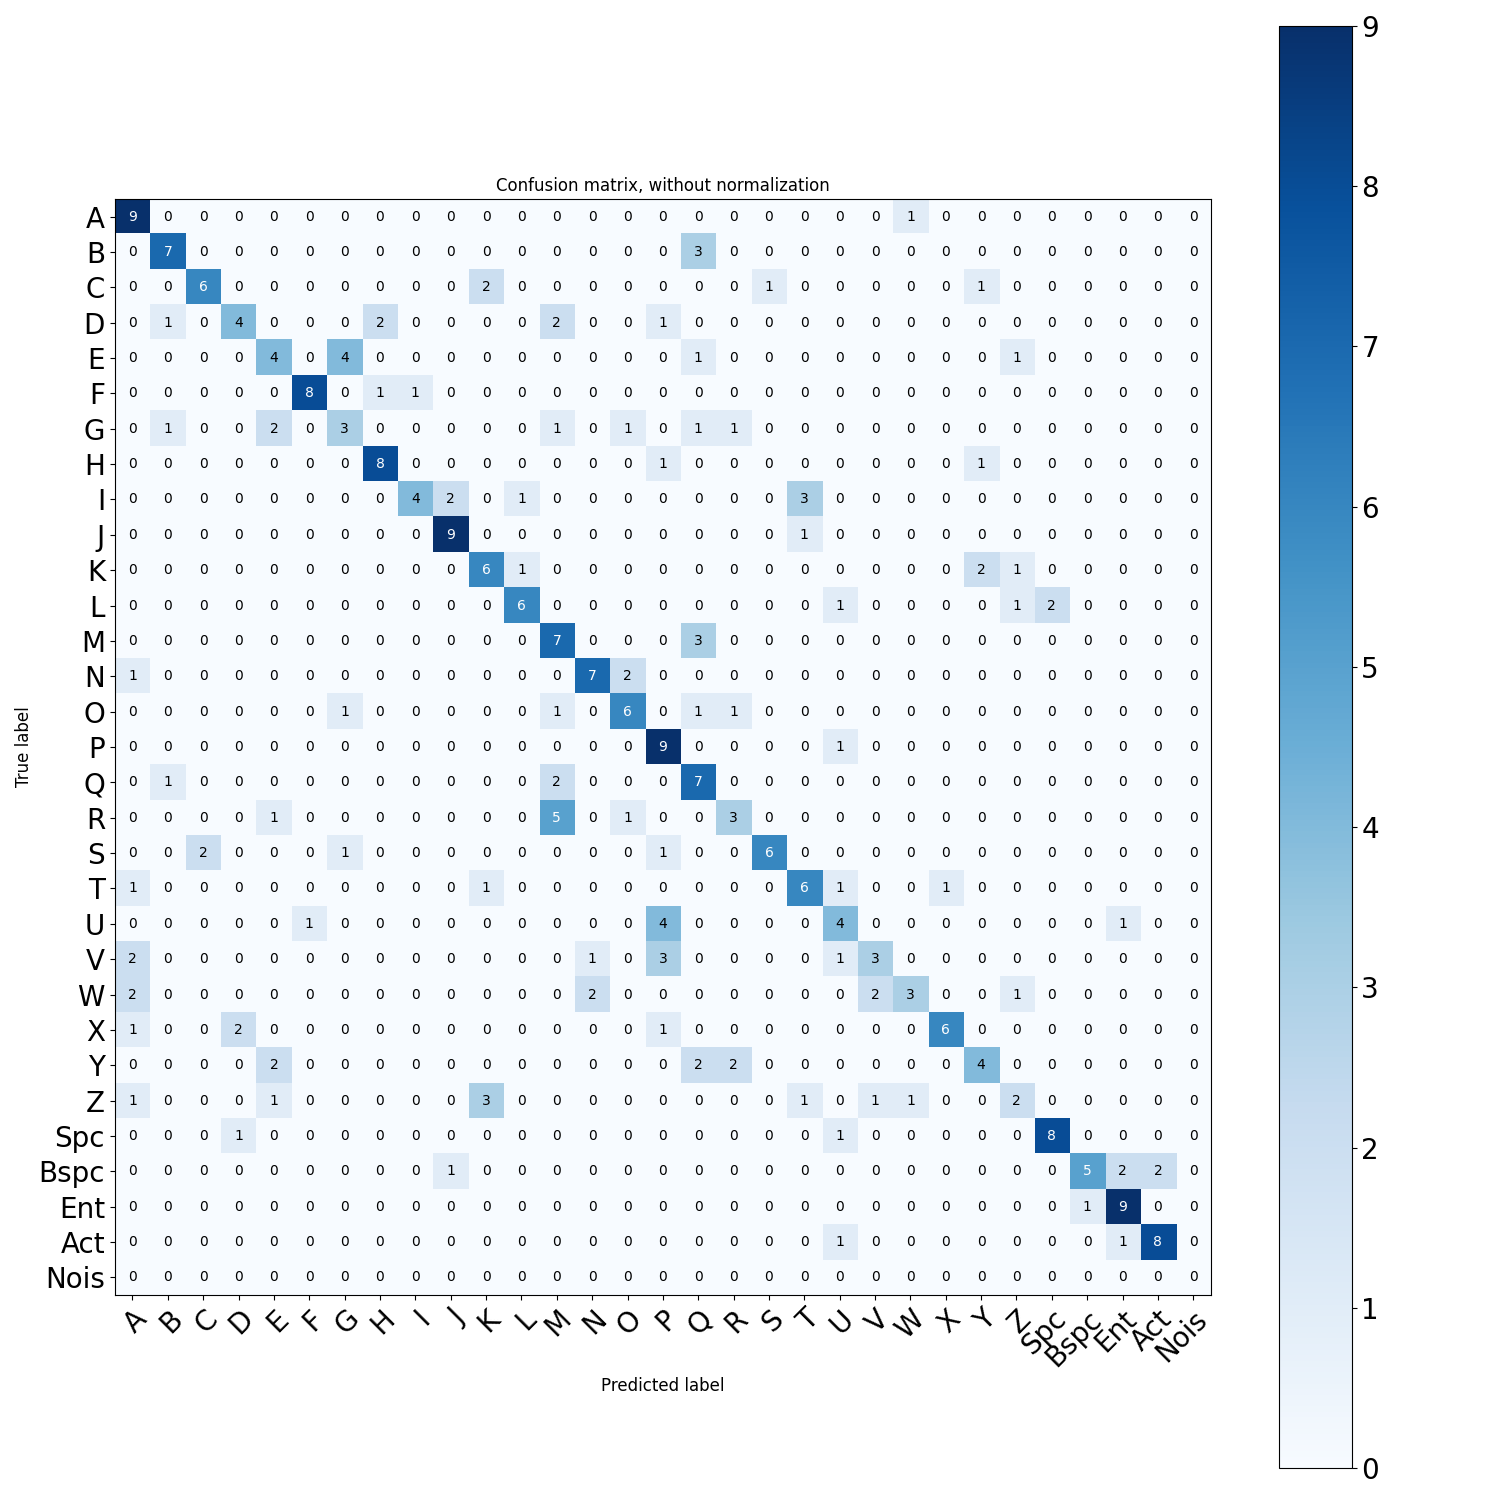 Confusion matrix, without normalization
A 9 0 0 0 0 0 0 0 0 0 0 0 0 0 0 0 0 0 0 0 0 0 1 0 0 0 0 0 0 0 0
B 0 7 0 0 0 0 0 0 0 0 0 0 0 0 0 0 3 0 0 0 0 0 0 0 0 0 0 0 0 0 0
C 0 0 6 0 0 0 0 0 0 0 2 0 0 0 0 0 0 0 1 0 0 0 0 0 1 0 0 0 0 0 0
D 0 1 0 4 0 0 0 2 0 0 0 0 2 0 0 1 0 0 0 0 0 0 0 0 0 0 0 0 0 0 0
E 0 0 0 0 4 0 4 0 0 0 0 0 0 0 0 0 1 0 0 0 0 0 0 0 0 1 0 0 0 0 0
F 0 0 0 0 0 8 0 1 1 0 0 0 0 0 0 0 0 0 0 0 0 0 0 0 0 0 0 0 0 0 0
G 0 1 0 0 2 0 3 0 0 0 0 0 1 0 1 0 1 1 0 0 0 0 0 0 0 0 0 0 0 0 0
H 0 0 0 0 0 0 0 8 0 0 0 0 0 0 0 1 0 0 0 0 0 0 0 0 1 0 0 0 0 0 0
I 0 0 0 0 0 0 0 0 4 2 0 1 0 0 0 0 0 0 0 3 0 0 0 0 0 0 0 0 0 0 0
J 0 0 0 0 0 0 0 0 0 9 0 0 0 0 0 0 0 0 0 1 0 0 0 0 0 0 0 0 0 0 0
K 0 0 0 0 0 0 0 0 0 0 6 1 0 0 0 0 0 0 0 0 0 0 0 0 2 1 0 0 0 0 0
L 0 0 0 0 0 0 0 0 0 0 0 6 0 0 0 0 0 0 0 0 1 0 0 0 0 1 2 0 0 0 0
M 0 0 0 0 0 0 0 0 0 0 0 0 7 0 0 0 3 0 0 0 0 0 0 0 0 0 0 0 0 0 0
N 1 0 0 0 0 0 0 0 0 0 0 0 0 7 2 0 0 0 0 0 0 0 0 0 0 0 0 0 0 0 0
O 0 0 0 0 0 0 1 0 0 0 0 0 1 0 6 0 1 1 0 0 0 0 0 0 0 0 0 0 0 0 0
P 0 0 0 0 0 0 0 0 0 0 0 0 0 0 0 9 0 0 0 0 1 0 0 0 0 0 0 0 0 0 0
Q 0 1 0 0 0 0 0 0 0 0 0 0 2 0 0 0 7 0 0 0 0 0 0 0 0 0 0 0 0 0 0
R 0 0 0 0 1 0 0 0 0 0 0 0 5 0 1 0 0 3 0 0 0 0 0 0 0 0 0 0 0 0 0
S 0 0 2 0 0 0 1 0 0 0 0 0 0 0 0 1 0 0 6 0 0 0 0 0 0 0 0 0 0 0 0
T 1 0 0 0 0 0 0 0 0 0 1 0 0 0 0 0 0 0 0 6 1 0 0 1 0 0 0 0 0 0 0
U 0 0 0 0 0 1 0 0 0 0 0 0 0 0 0 4 0 0 0 0 4 0 0 0 0 0 0 0 1 0 0
V 2 0 0 0 0 0 0 0 0 0 0 0 0 1 0 3 0 0 0 0 1 3 0 0 0 0 0 0 0 0 0
W 2 0 0 0 0 0 0 0 0 0 0 0 0 2 0 0 0 0 0 0 0 2 3 0 0 1 0 0 0 0 0
X 1 0 0 2 0 0 0 0 0 0 0 0 0 0 0 1 0 0 0 0 0 0 0 6 0 0 0 0 0 0 0
Y 0 0 0 0 2 0 0 0 0 0 0 0 0 0 0 0 2 2 0 0 0 0 0 0 4 0 0 0 0 0 0
Z 1 0 0 0 1 0 0 0 0 0 3 0 0 0 0 0 0 0 0 1 0 1 1 0 0 2 0 0 0 0 0
Spc 0 0 0 1 0 0 0 0 0 0 0 0 0 0 0 0 0 0 0 0 1 0 0 0 0 0 8 0 0 0 0
Bspc 0 0 0 0 0 0 0 0 0 1 0 0 0 0 0 0 0 0 0 0 0 0 0 0 0 0 0 5 2 2 0
Ent 0 0 0 0 0 0 0 0 0 0 0 0 0 0 0 0 0 0 0 0 0 0 0 0 0 0 0 1 9 0 0
Act 0 0 0 0 0 0 0 0 0 0 0 0 0 0 0 0 0 0 0 0 1 0 0 0 0 0 0 0 1 8 0
Nois 0 0 0 0 0 0 0 0 0 0 0 0 0 0 0 0 0 0 0 0 0 0 0 0 0 0 0 0 0 0 0
A B C D E F G H I J K L M N O P Q R S T U V W X Y Z Spc Bspc Ent Act Nois
Predicted label
True label
9
8
7
6
5
4
3
2
1
0